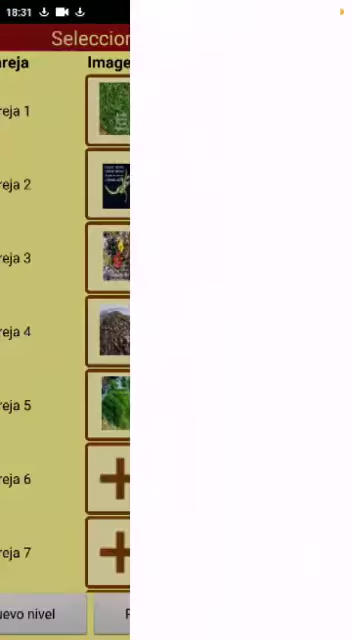 18:31
Seleccior
reja
Image
reja 1
reja 2
reja 3
reja 4
reja 5
reja 6
reja 7
uevo nivel